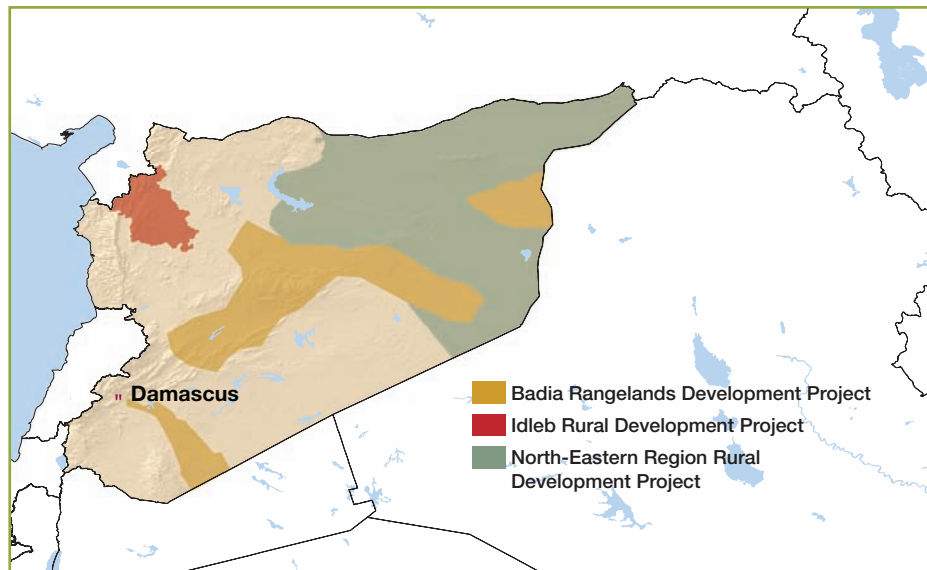 Damascus
Badia Rangelands Development Project
Idleb Rural Development Project
North-Eastern Region Rural
Development Project